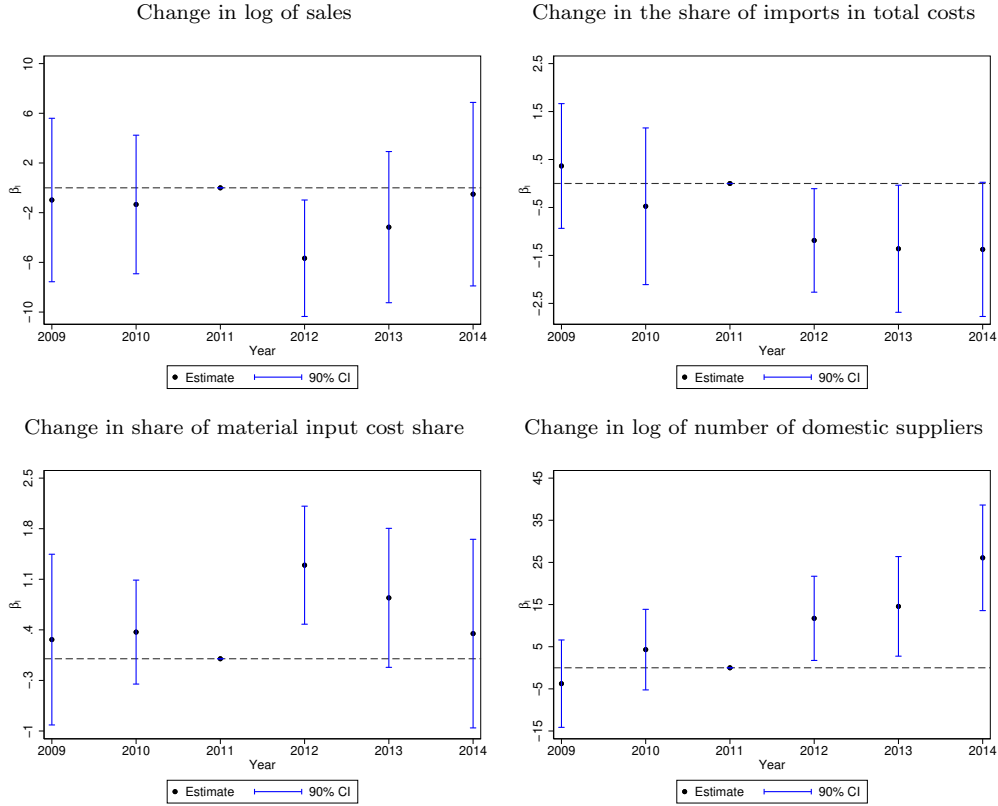 Change in log of sales
10
6
2
-2
-6
-10
βₗ
2009 2010 2011 2012 2013 2014
Year
Estimate 90% CI
Change in the share of imports in total costs
2.5
1.5
.5
-.5
-1.5
-2.5
βₗ
2009 2010 2011 2012 2013 2014
Year
Estimate 90% CI
Change in share of material input cost share
2.5
1.8
1.1
.4
-.3
-1
βₗ
2009 2010 2011 2012 2013 2014
Year
Estimate 90% CI
Change in log of number of domestic suppliers
45
35
25
15
5
-5
-15
βₗ
2009 2010 2011 2012 2013 2014
Year
Estimate 90% CI